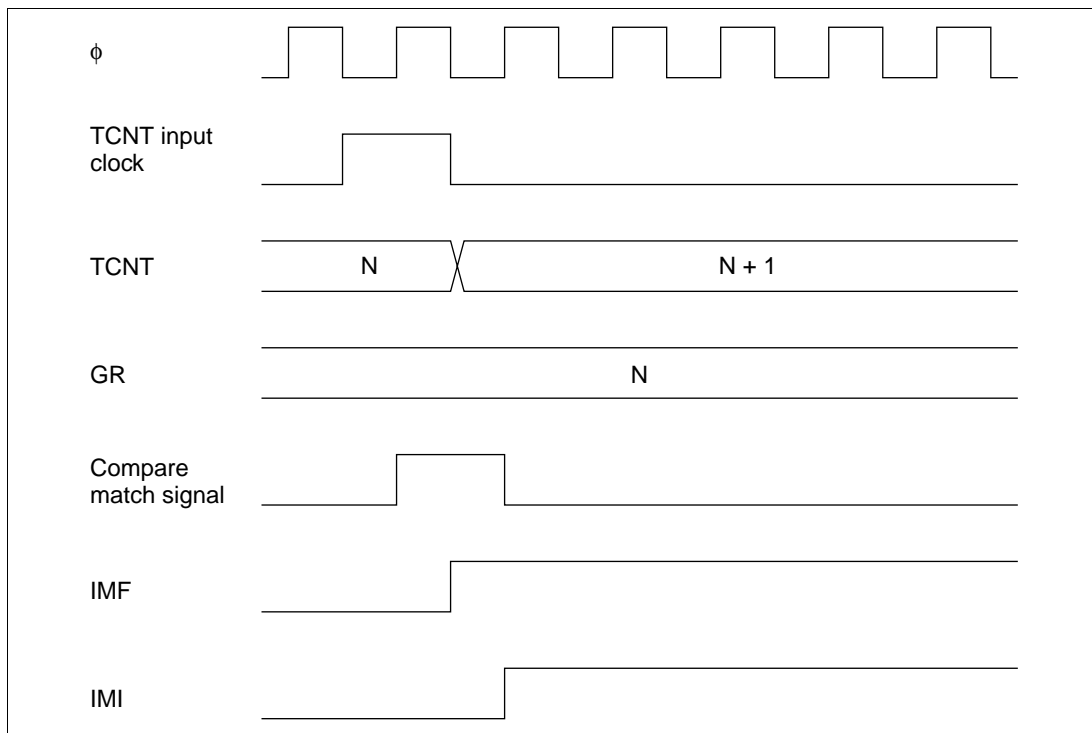 ϕ
TCNT input
clock
TCNT
N
N + 1
GR
N
Compare
match signal
IMF
IMI